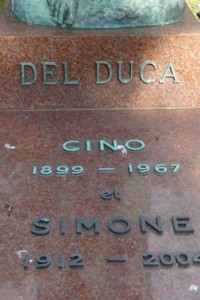 DEL DUCA
CINO
1899 — 1967
et
SIMONE
1912 — 2004